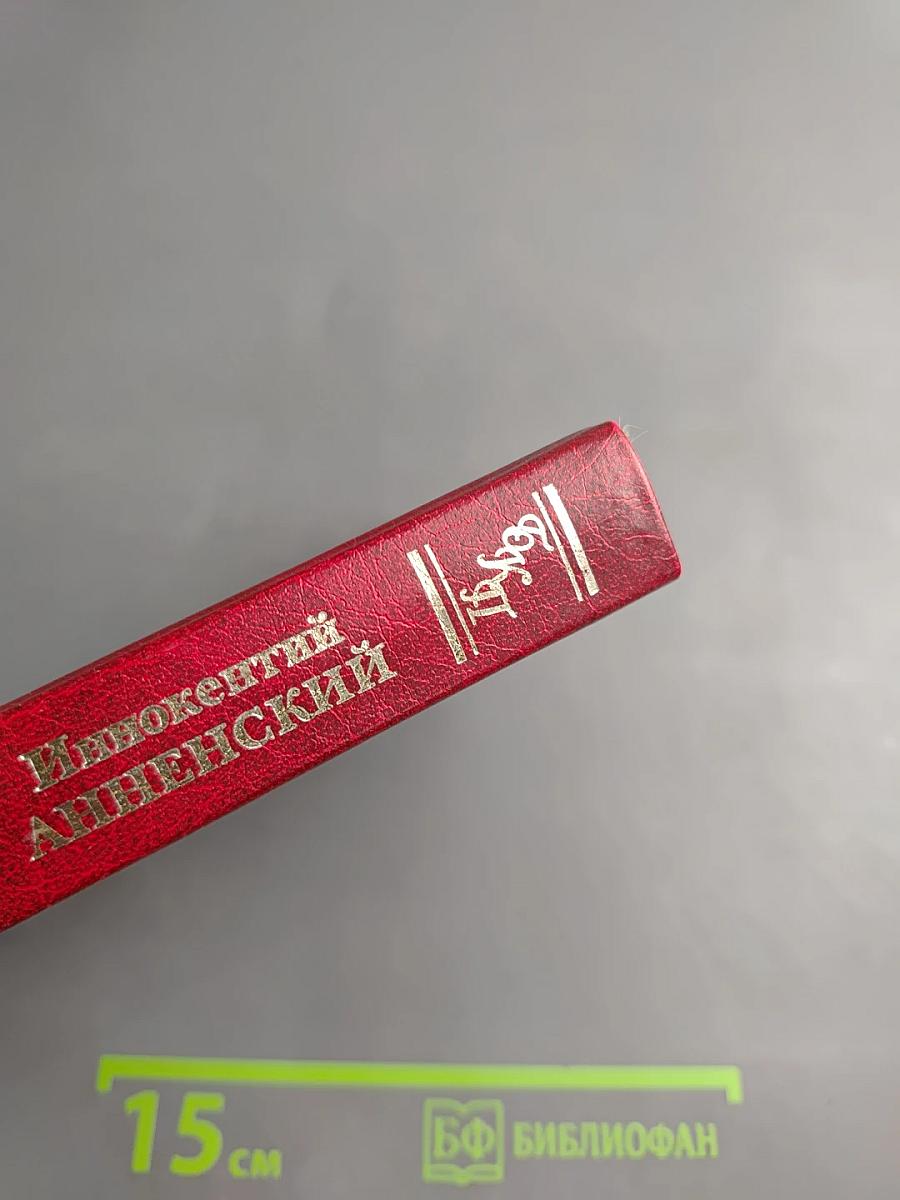 Иннокентий
АННЕНСКИЙ
15 см
БФ БИБЛИОФАН